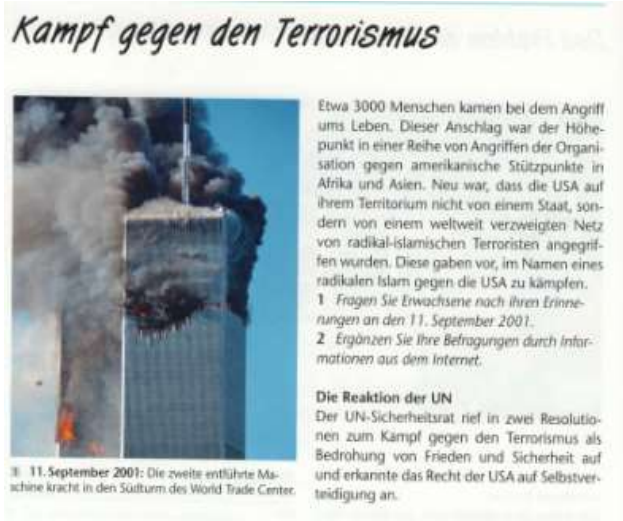 Kampf gegen den Terrorismus
Etwa 3000 Menschen kamen bei dem Angriff
ums Leben. Dieser Anschlag war der Höhe-
punkt in einer Reihe von Angriffen der Organi-
sation gegen amerikanische Stützpunkte in
Afrika und Asien. Neu war, dass die USA auf
ihrem Territorium nicht von einem Staat, son-
dern von einem weltweit verzweigten Netz
von radikal-islamischen Terroristen angegrif-
fen wurden. Diese gaben vor, im Namen eines
radikalen Islam gegen die USA zu kämpfen.
1 Fragen Sie Erwachsene nach ihren Erinne-
rungen an den 11. September 2001.
2 Ergänzen Sie Ihre Befragungen durch Infor-
mationen aus dem Internet.
Die Reaktion der UN
Der UN-Sicherheitsrat rief in zwei Resolutio-
nen zum Kampf gegen den Terrorismus als
Bedrohung von Frieden und Sicherheit auf
und erkannte das Recht der USA auf Selbstver-
teidigung an.
11. September 2001: Die zweite entführte Ma-
schine kracht in den Südturm des World Trade Center.